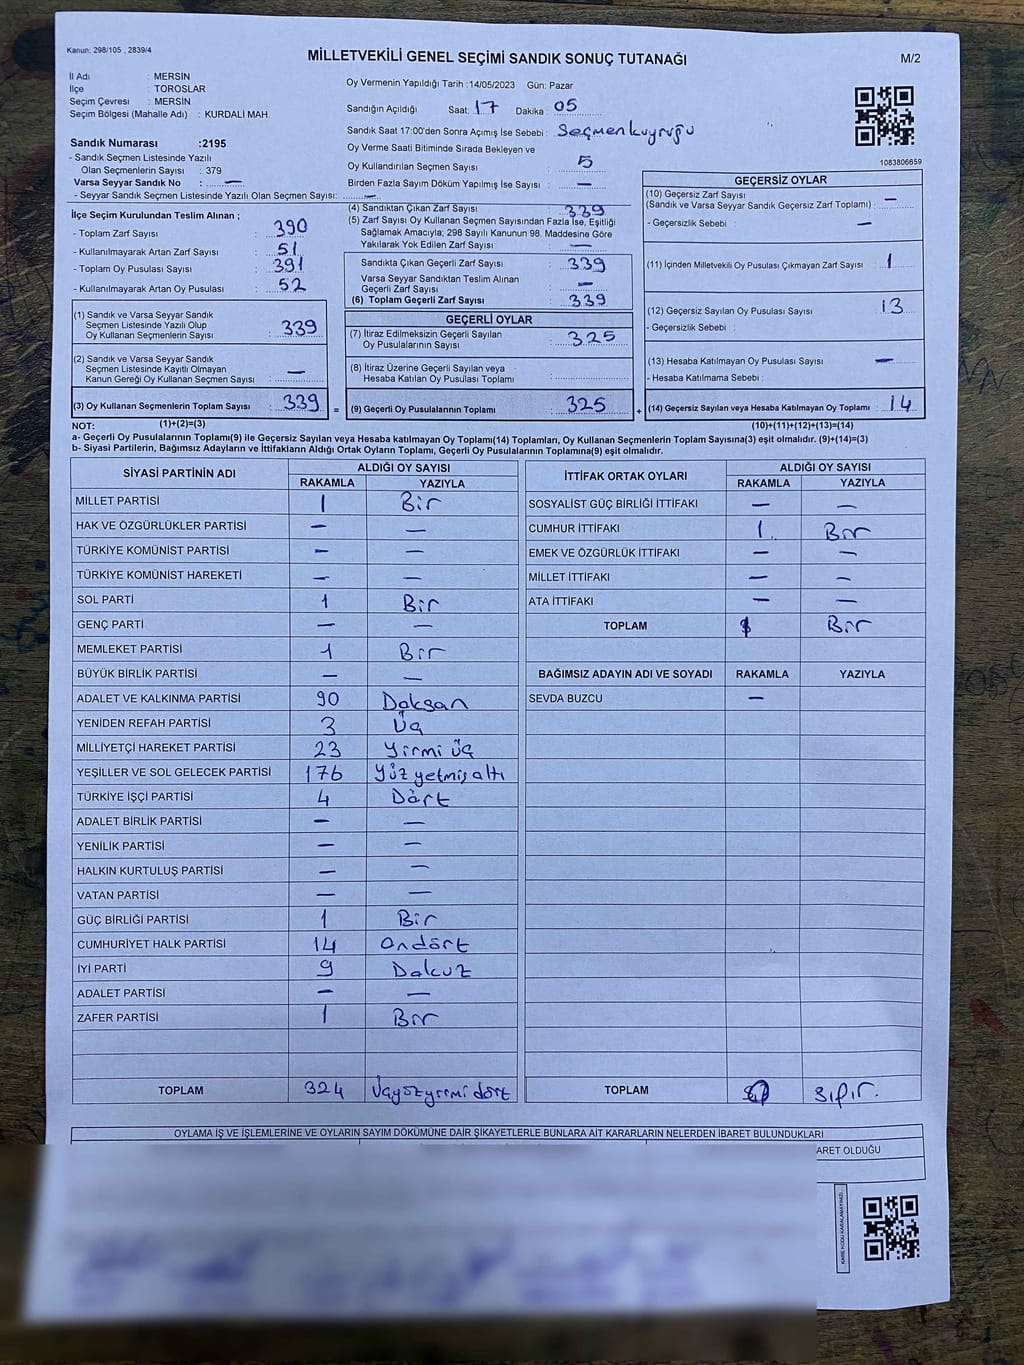 Kanun: 298/105 , 2839/4
MİLLETVEKİLİ GENEL SEÇİMİ SANDIK SONUÇ TUTANAĞI
M/2
İl Adı : MERSİN
İlçe : TOROSLAR
Seçim Çevresi : MERSİN
Seçim Bölgesi (Mahalle Adı) : KURDALİ MAH.
Sandık Numarası :2195
- Sandık Seçmen Listesinde Yazılı
Olan Seçmenlerin Sayısı : 379
Varsa Seyyar Sandık No : —
- Seyyar Sandık Seçmen Listesinde Yazılı Olan Seçmen Sayısı: —
Oy Vermenin Yapıldığı Tarih :14/05/2023 Gün: Pazar
Sandığın Açıldığı Saat: 17 Dakika : 05
Sandık Saat 17:00'den Sonra Açımış İse Sebebi : Seçmen kuyruğu
Oy Verme Saati Bitiminde Sırada Bekleyen ve
Oy Kullandırılan Seçmen Sayısı : 5
Birden Fazla Sayım Döküm Yapılmış İse Sayısı : —
1083806659
İlçe Seçim Kurulundan Teslim Alınan ;
- Toplam Zarf Sayısı : 390
- Kullanılmayarak Artan Zarf Sayısı : 51
- Toplam Oy Pusulası Sayısı : 391
- Kullanılmayarak Artan Oy Pusulası : 52
(1) Sandık ve Varsa Seyyar Sandık
Seçmen Listesinde Yazılı Olup
Oy Kullanan Seçmenlerin Sayısı : 339
(2) Sandık ve Varsa Seyyar Sandık
Seçmen Listesinde Kayıtlı Olmayan
Kanun Gereği Oy Kullanan Seçmen Sayısı : —
(3) Oy Kullanan Seçmenlerin Toplam Sayısı : 339
(1)+(2)=(3)
(4) Sandıktan Çıkan Zarf Sayısı : 339
(5) Zarf Sayısı Oy Kullanan Seçmen Sayısından Fazla İse, Eşitliği
Sağlamak Amacıyla; 298 Sayılı Kanunun 98. Maddesine Göre
Yakılarak Yok Edilen Zarf Sayısı : —
Sandıkta Çıkan Geçerli Zarf Sayısı : 339
Varsa Seyyar Sandıktan Teslim Alınan
Geçerli Zarf Sayısı : —
(6) Toplam Geçerli Zarf Sayısı : 339
GEÇERLİ OYLAR
(7) İtiraz Edilmeksizin Geçerli Sayılan
Oy Pusulalarının Sayısı : 325
(8) İtiraz Üzerine Geçerli Sayılan veya
Hesaba Katılan Oy Pusulası Toplamı :
= (9) Geçerli Oy Pusulalarının Toplamı : 325
GEÇERSİZ OYLAR
(10) Geçersiz Zarf Sayısı
(Sandık ve Varsa Seyyar Sandık Geçersiz Zarf Toplamı) : —
- Geçersizlik Sebebi : —
(11) İçinden Milletvekili Oy Pusulası Çıkmayan Zarf Sayısı : 1
(12) Geçersiz Sayılan Oy Pusulası Sayısı : 13
- Geçersizlik Sebebi :
(13) Hesaba Katılmayan Oy Pusulası Sayısı : —
- Hesaba Katılmama Sebebi :
+ (14) Geçersiz Sayılan veya Hesaba Katılmayan Oy Toplamı : 14
(10)+(11)+(12)+(13)=(14)
NOT:
a- Geçerli Oy Pusulalarının Toplamı(9) ile Geçersiz Sayılan veya Hesaba katılmayan Oy Toplamı(14) Toplamları, Oy Kullanan Seçmenlerin Toplam Sayısına(3) eşit olmalıdır. (9)+(14)=(3)
b- Siyasi Partilerin, Bağımsız Adayların ve İttifakların Aldığı Ortak Oyların Toplamı, Geçerli Oy Pusulalarının Toplamına(9) eşit olmalıdır.
SİYASİ PARTİNİN ADI
ALDIĞI OY SAYISI
RAKAMLA YAZIYLA
MİLLET PARTİSİ 1 Bir
HAK VE ÖZGÜRLÜKLER PARTİSİ — —
TÜRKİYE KOMÜNİST PARTİSİ — —
TÜRKİYE KOMÜNİST HAREKETİ — —
SOL PARTİ 1 Bir
GENÇ PARTİ — —
MEMLEKET PARTİSİ 1 Bir
BÜYÜK BİRLİK PARTİSİ — —
ADALET VE KALKINMA PARTİSİ 90 Doksan
YENİDEN REFAH PARTİSİ 3 Üç
MİLLİYETÇİ HAREKET PARTİSİ 23 Yirmi üç
YEŞİLLER VE SOL GELECEK PARTİSİ 176 Yüz yetmiş altı
TÜRKİYE İŞÇİ PARTİSİ 4 Dört
ADALET BİRLİK PARTİSİ — —
YENİLİK PARTİSİ — —
HALKIN KURTULUŞ PARTİSİ — —
VATAN PARTİSİ — —
GÜÇ BİRLİĞİ PARTİSİ 1 Bir
CUMHURİYET HALK PARTİSİ 14 Ondört
İYİ PARTİ 9 Dokuz
ADALET PARTİSİ — —
ZAFER PARTİSİ 1 Bir
TOPLAM 324 Üçyüzyirmi dört
İTTİFAK ORTAK OYLARI
ALDIĞI OY SAYISI
RAKAMLA YAZIYLA
SOSYALİST GÜÇ BİRLİĞİ İTTİFAKI — —
CUMHUR İTTİFAKI 1 Bir
EMEK VE ÖZGÜRLÜK İTTİFAKI — —
MİLLET İTTİFAKI — —
ATA İTTİFAKI — —
TOPLAM Bir
BAĞIMSIZ ADAYIN ADI VE SOYADI RAKAMLA YAZIYLA
SEVDA BUZCU —
TOPLAM Sıfır.
OYLAMA İŞ VE İŞLEMLERİNE VE OYLARIN SAYIM DÖKÜMÜNE DAİR ŞİKAYETLERLE BUNLARA AİT KARARLARIN NELERDEN İBARET BULUNDUKLARI
ARET OLDUĞU
KARE KODU KARALAMAYINIZ!..